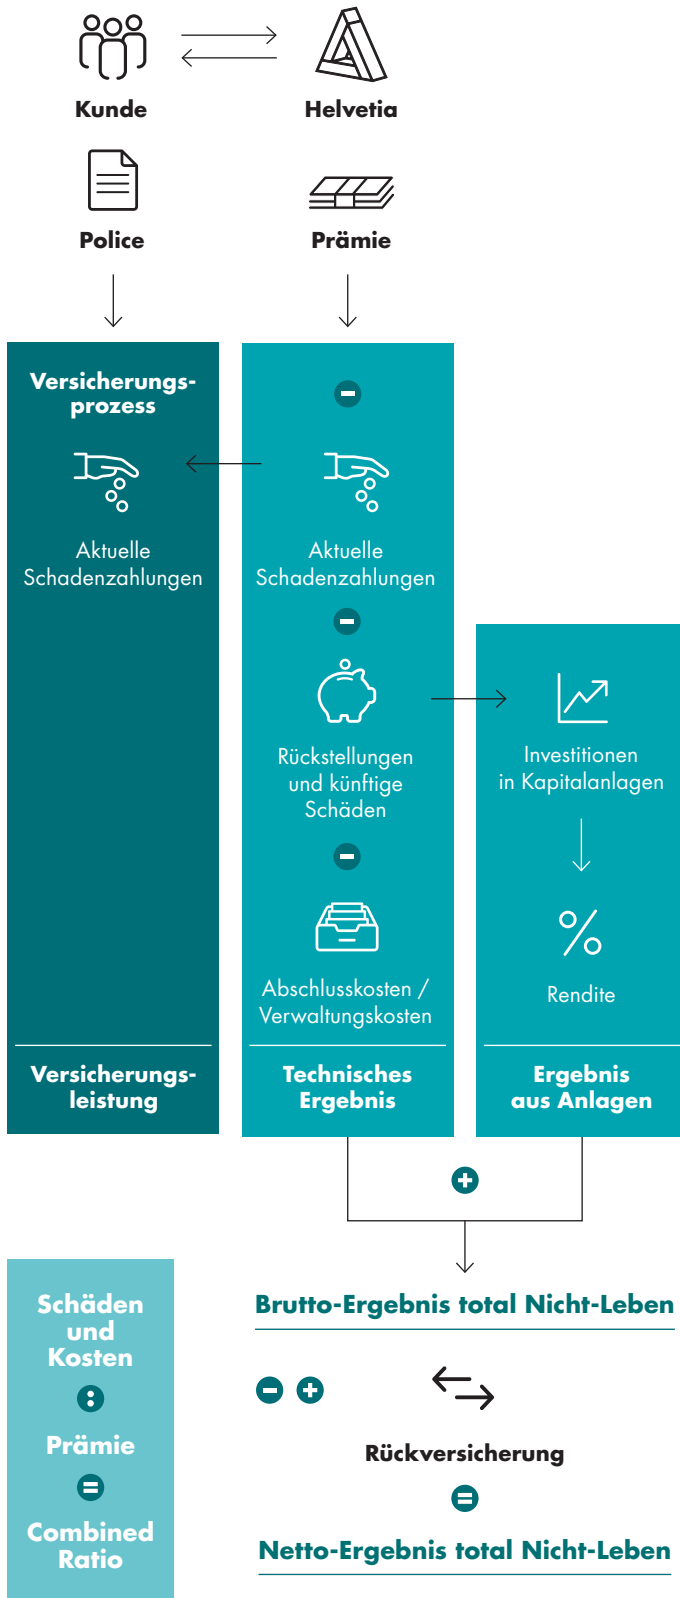 Kunde
Helvetia
Police
Prämie
Versicherungs-
prozess
Aktuelle
Schadenzahlungen
Versicherungs-
leistung
Aktuelle
Schadenzahlungen
Rückstellungen
und künftige
Schäden
Abschlusskosten /
Verwaltungskosten
Technisches
Ergebnis
Investitionen
in Kapitalanlagen
Rendite
Ergebnis
aus Anlagen
Schäden
und
Kosten
:
Prämie
=
Combined
Ratio
Brutto-Ergebnis total Nicht-Leben
Rückversicherung
=
Netto-Ergebnis total Nicht-Leben